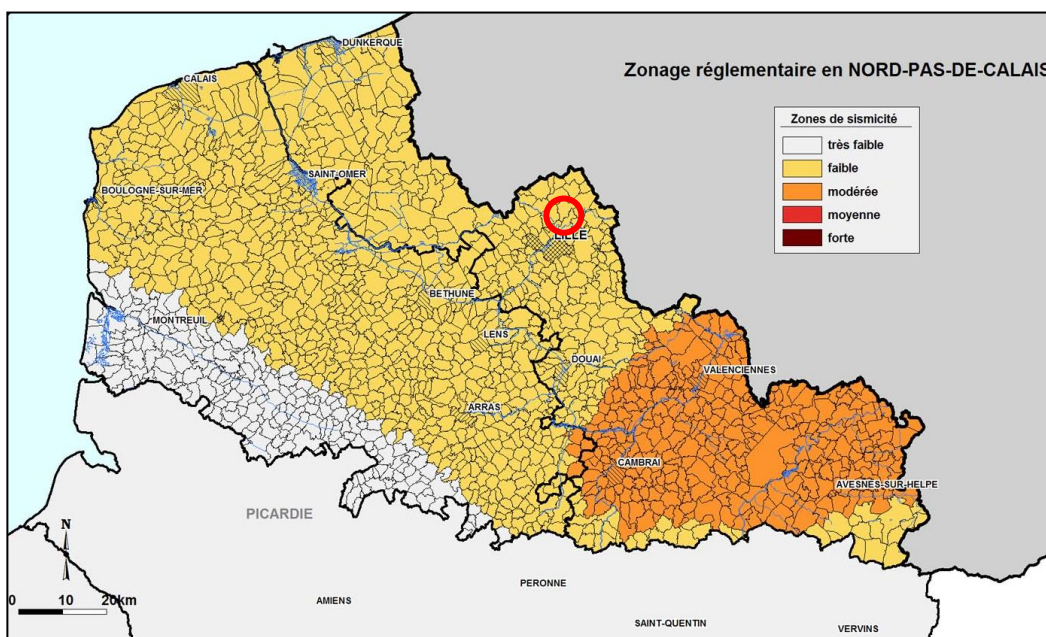 Zonage réglementaire en NORD-PAS-DE-CALAIS
Zones de sismicité
très faible
faible
modérée
moyenne
forte
DUNKERQUE
CALAIS
SAINT-OMER
BOULOGNE-SUR-MER
LILLE
BETHUNE
MONTREUIL
LENS
DOUAI
VALENCIENNES
ARRAS
CAMBRAI
AVESNES-SUR-HELPE
PICARDIE
N
PERONNE
0 10 20km
AMIENS
SAINT-QUENTIN
VERVINS